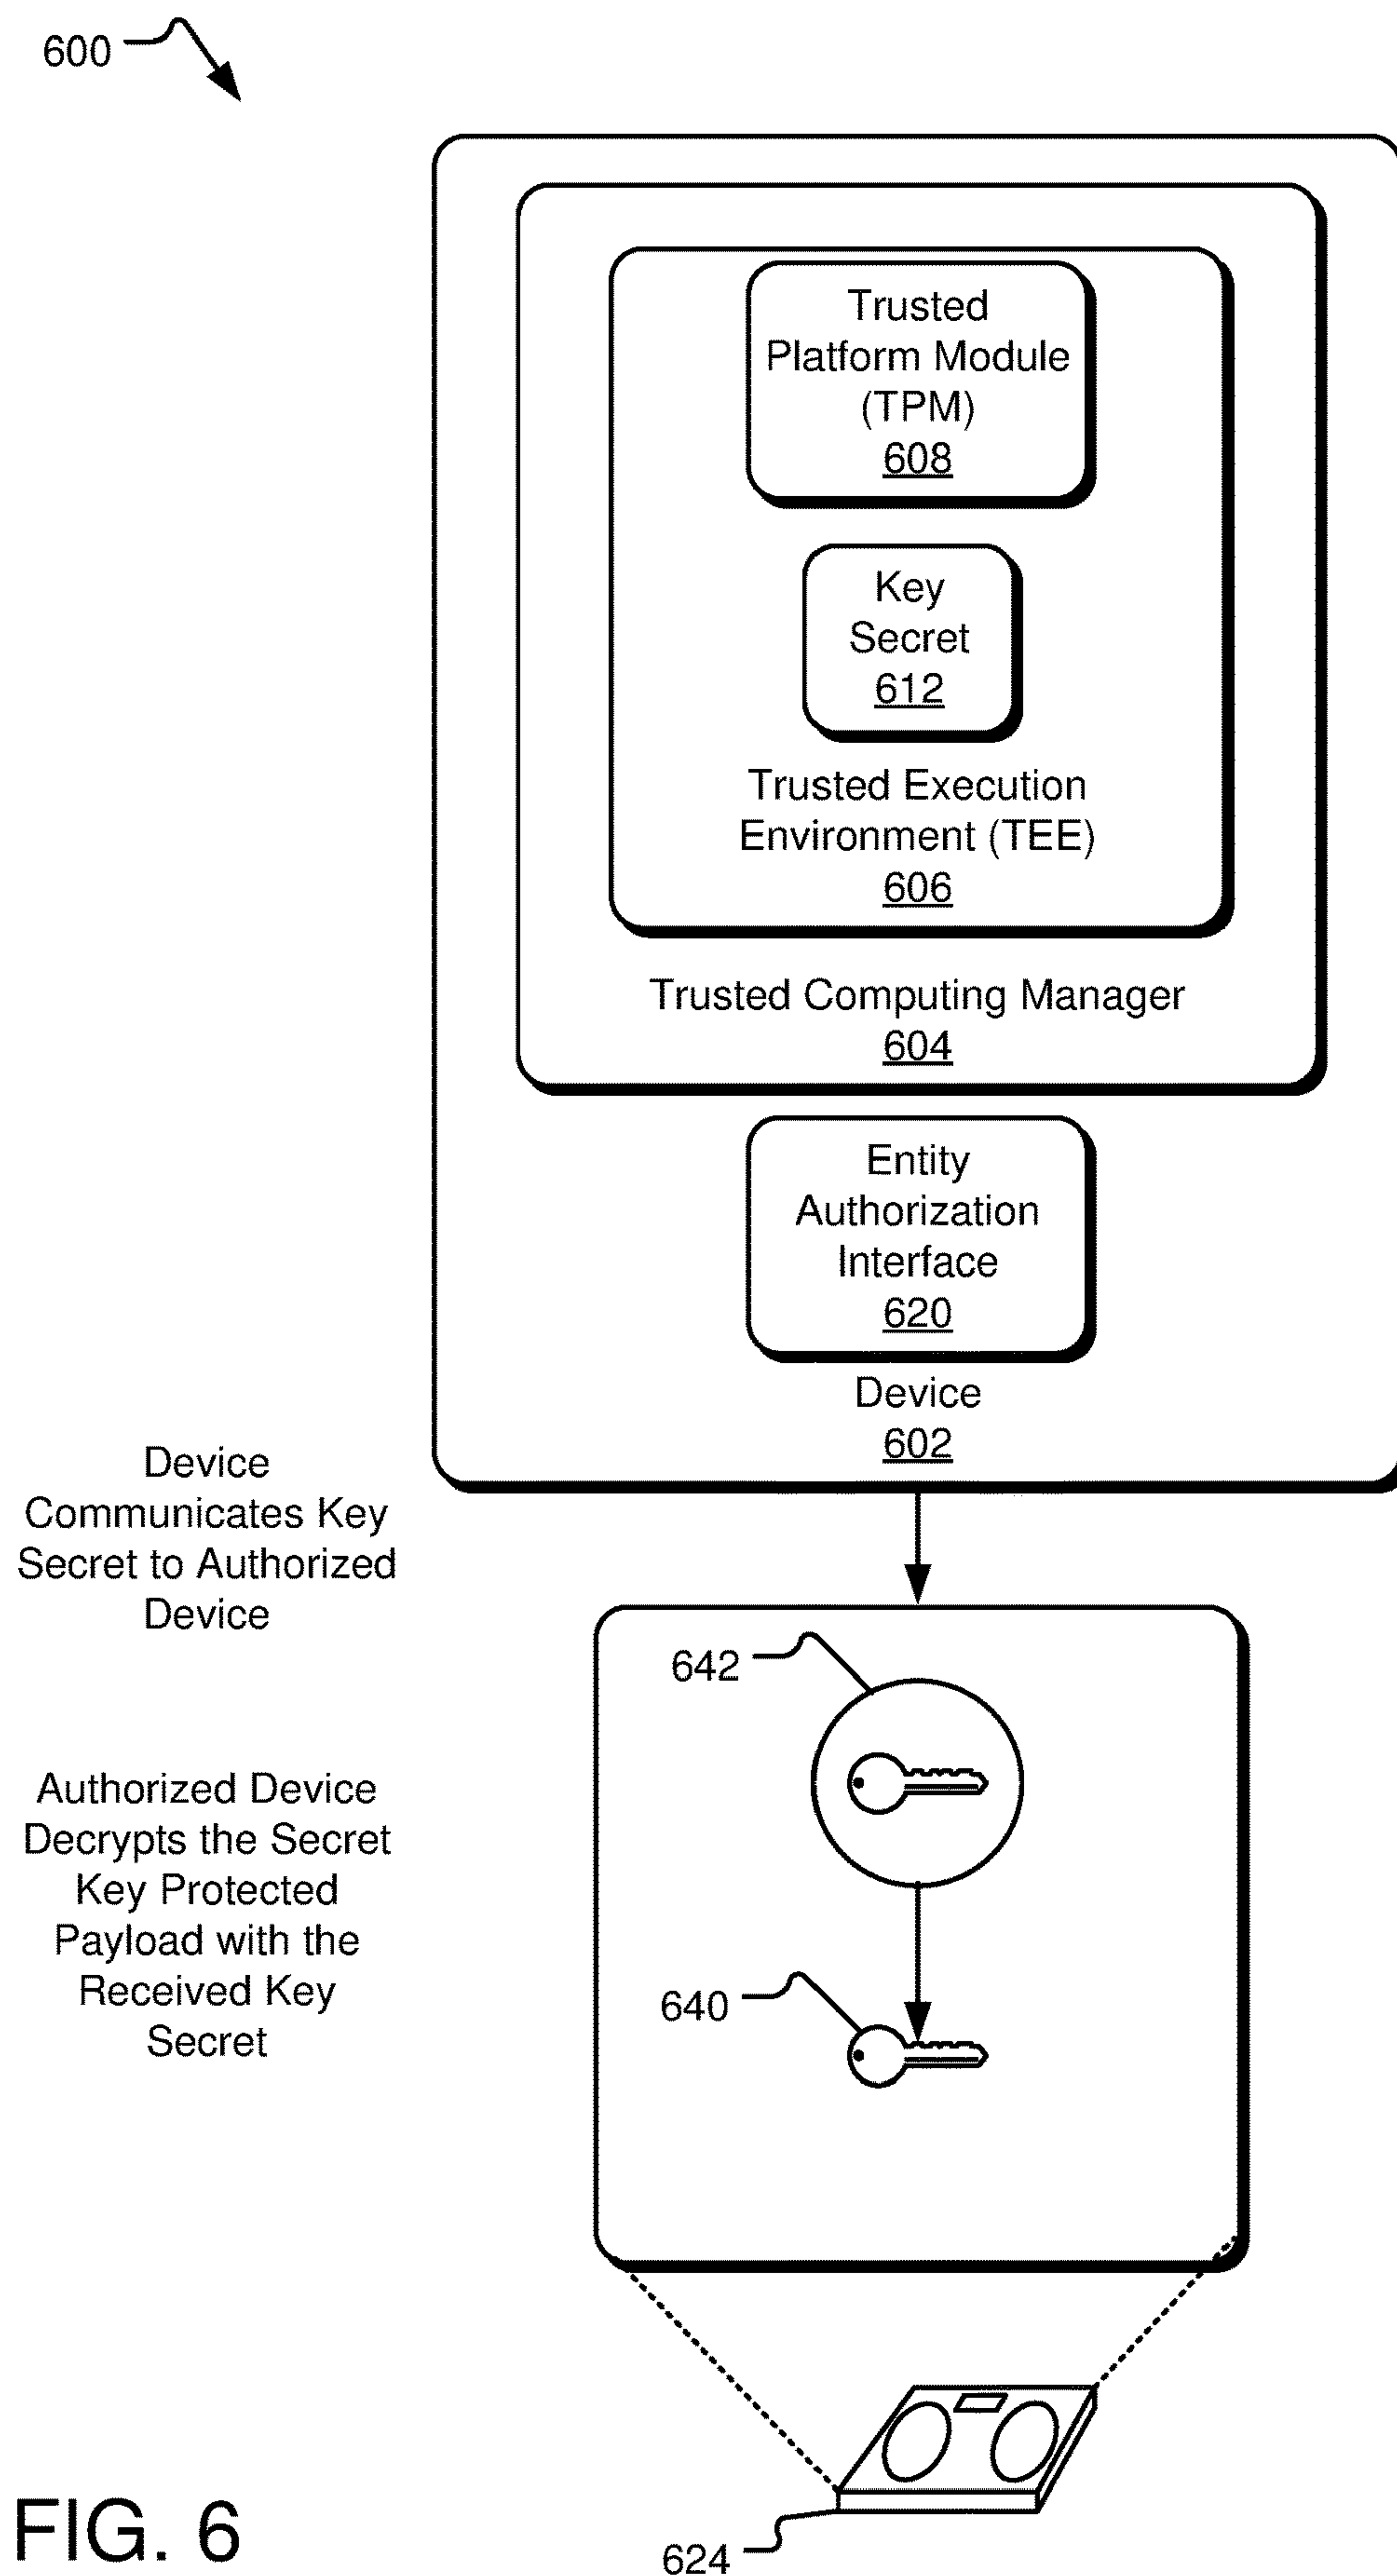 600
Trusted
Platform Module
(TPM)
608
Key
Secret
612
Trusted Execution
Environment (TEE)
606
Trusted Computing Manager
604
Entity
Authorization
Interface
620
Device
602
Device
Communicates Key
Secret to Authorized
Device
642
Authorized Device
Decrypts the Secret
Key Protected
Payload with the
Received Key
Secret
640
624
FIG. 6